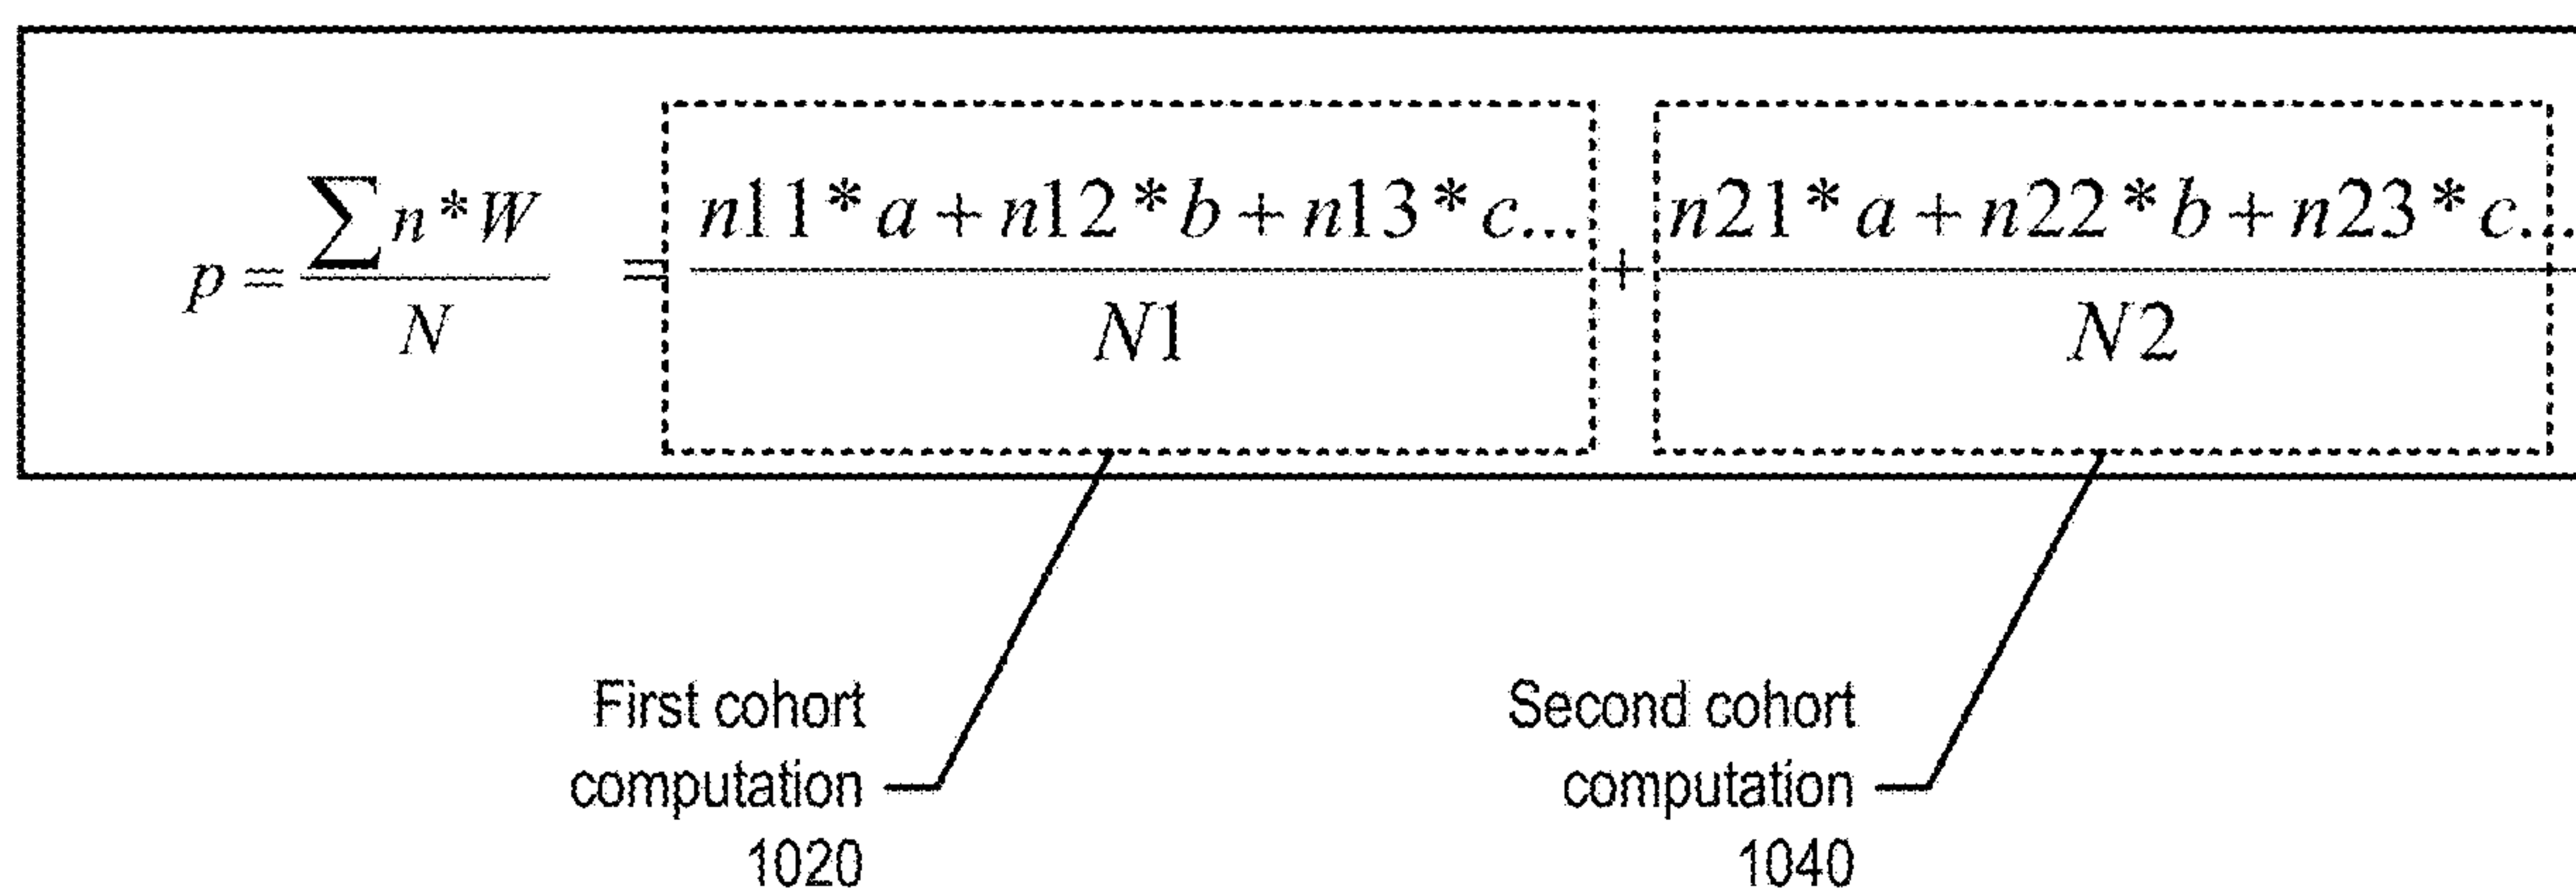 p = ∑n*W / N = n11*a+n12*b+n13*c... / N1 + n21*a+n22*b+n23*c... / N2
First cohort
computation
1020
Second cohort
computation
1040